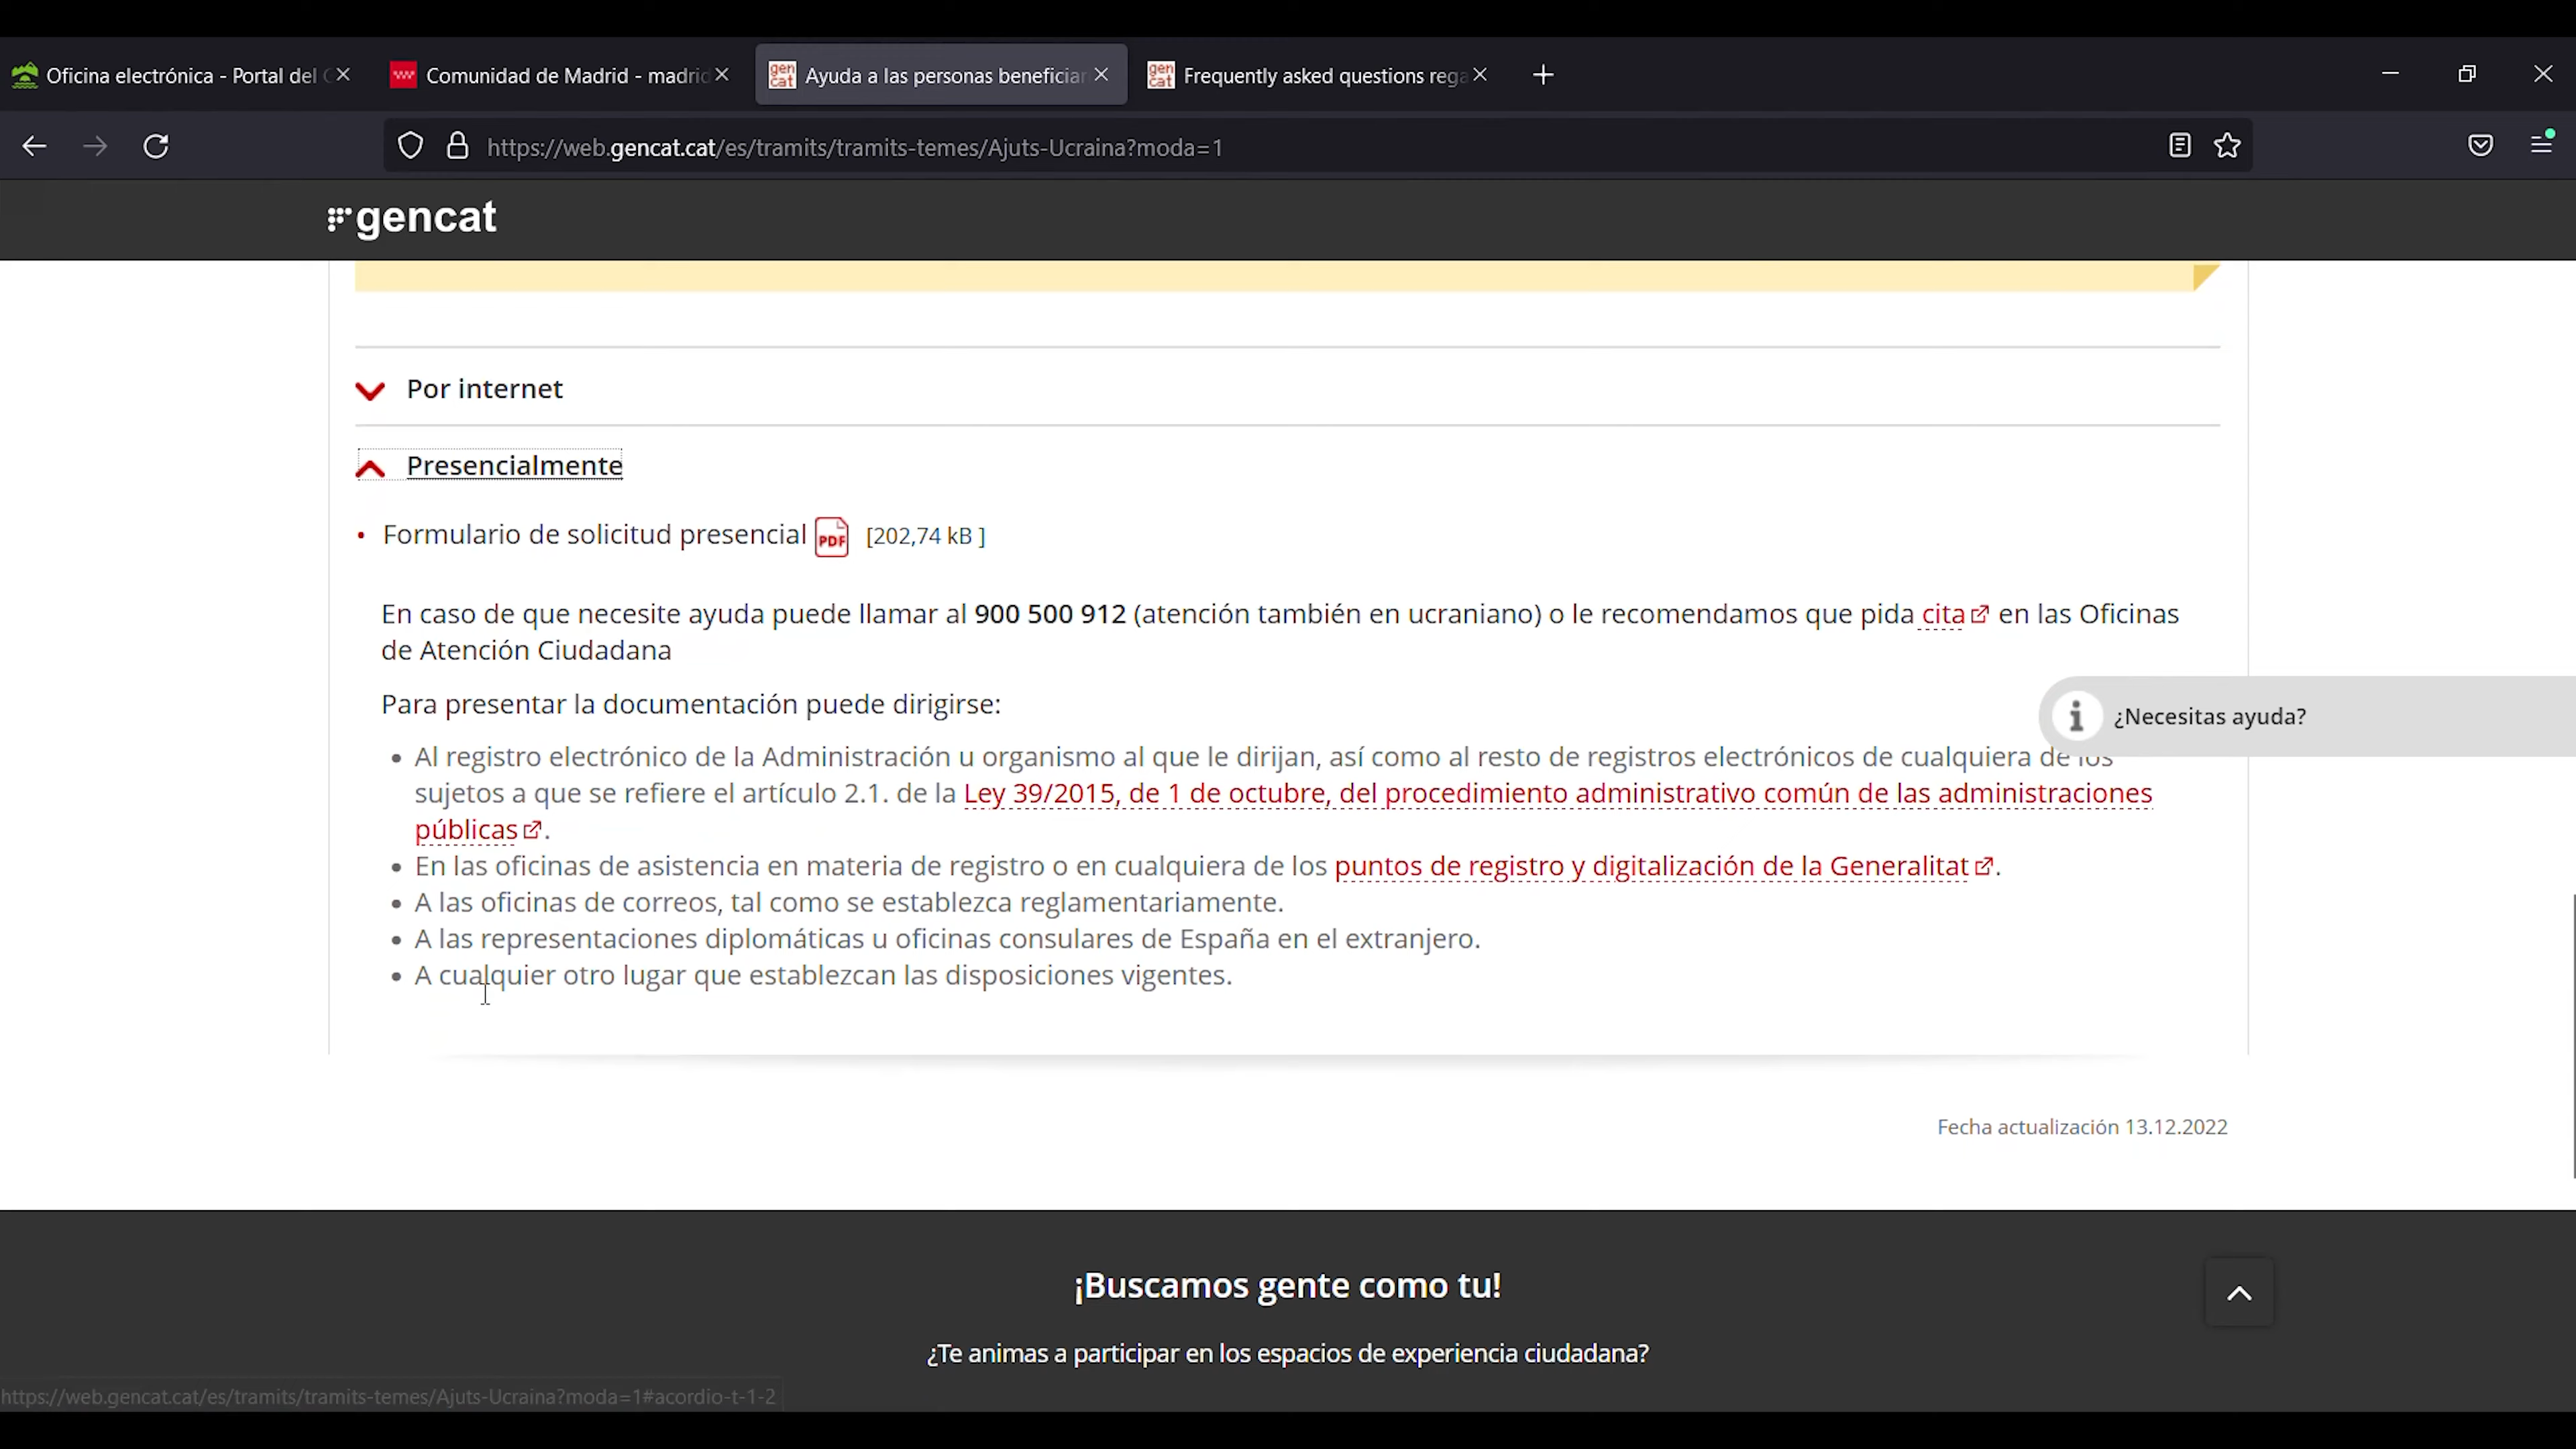 Oficina electrónica - Portal del C
Comunidad de Madrid - madrid
Ayuda a las personas beneficiar
Frequently asked questions rega
https://web.gencat.cat/es/tramits/tramits-temes/Ajuts-Ucraina?moda=1
gencat
Por internet
Presencialmente
Formulario de solicitud presencial PDF [202,74 kB ]
En caso de que necesite ayuda puede llamar al 900 500 912 (atención también en ucraniano) o le recomendamos que pida cita en las Oficinas
de Atención Ciudadana
Para presentar la documentación puede dirigirse:
¿Necesitas ayuda?
Al registro electrónico de la Administración u organismo al que le dirijan, así como al resto de registros electrónicos de cualquiera de los
sujetos a que se refiere el artículo 2.1. de la Ley 39/2015, de 1 de octubre, del procedimiento administrativo común de las administraciones
públicas.
En las oficinas de asistencia en materia de registro o en cualquiera de los puntos de registro y digitalización de la Generalitat.
A las oficinas de correos, tal como se establezca reglamentariamente.
A las representaciones diplomáticas u oficinas consulares de España en el extranjero.
A cualquier otro lugar que establezcan las disposiciones vigentes.
Fecha actualización 13.12.2022
¡Buscamos gente como tu!
¿Te animas a participar en los espacios de experiencia ciudadana?
https://web.gencat.cat/es/tramits/tramits-temes/Ajuts-Ucraina?moda=1#acordio-t-1-2